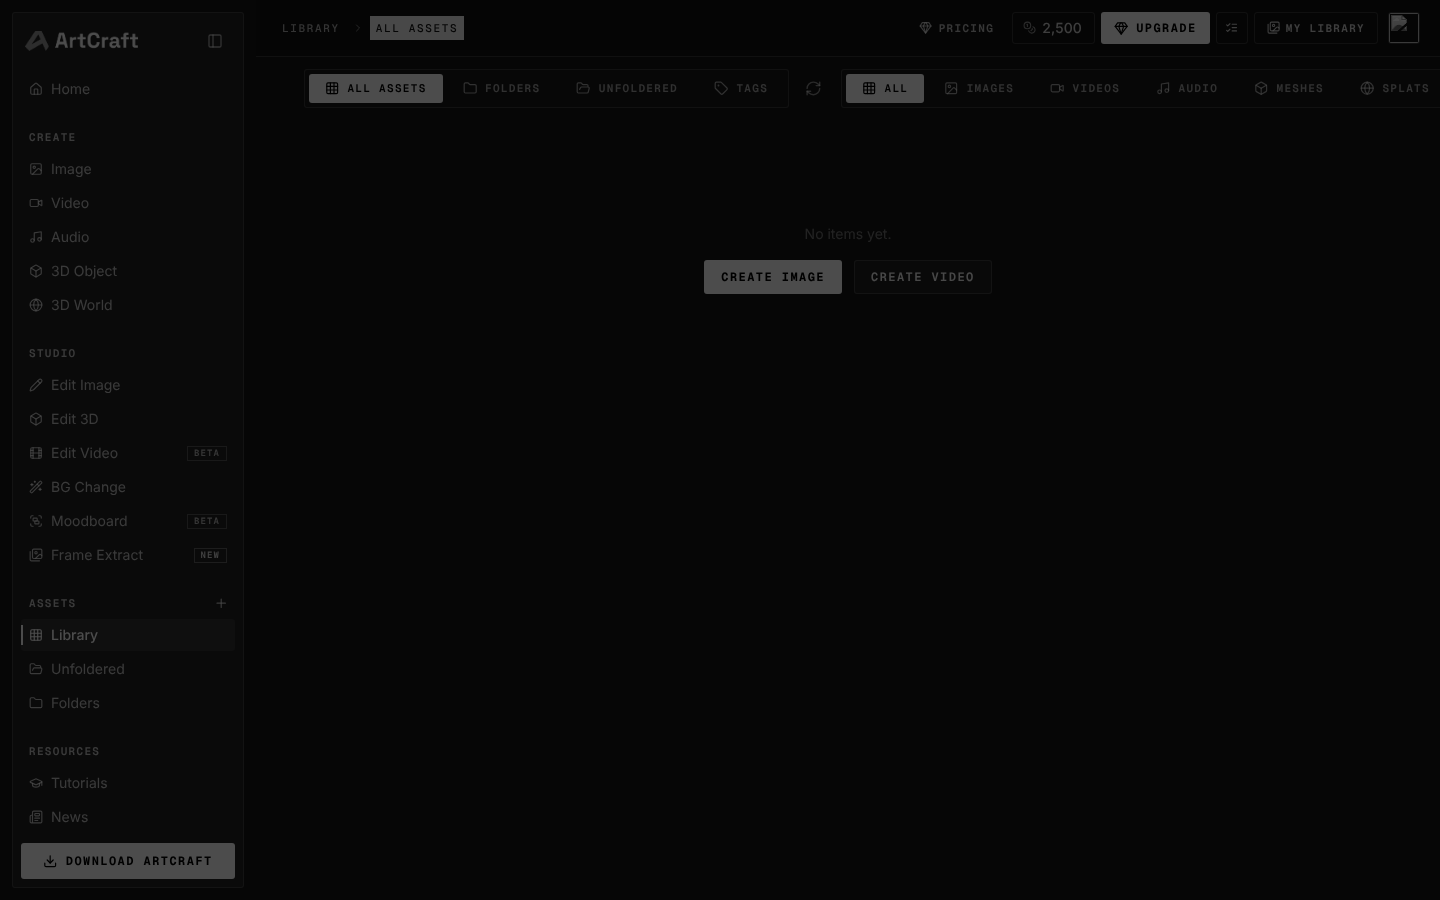 ArtCraft
Home
CREATE
Image
Video
Audio
3D Object
3D World
STUDIO
Edit Image
Edit 3D
Edit Video BETA
BG Change
Moodboard BETA
Frame Extract NEW
ASSETS
Library
Unfoldered
Folders
RESOURCES
Tutorials
News
DOWNLOAD ARTCRAFT
LIBRARY ALL ASSETS PRICING 2,500 UPGRADE MY LIBRARY
ALL ASSETS FOLDERS UNFOLDERED TAGS ALL IMAGES VIDEOS AUDIO MESHES SPLATS
No items yet.
CREATE IMAGE CREATE VIDEO